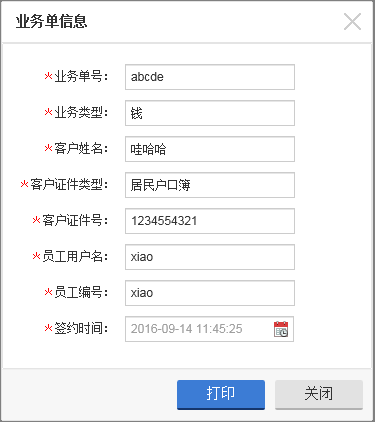 业务单信息
*业务单号： abcde
*业务类型： 钱
*客户姓名： 哇哈哈
*客户证件类型： 居民户口簿
*客户证件号： 1234554321
*员工用户名： xiao
*员工编号： xiao
*签约时间： 2016-09-14 11:45:25
打印 关闭